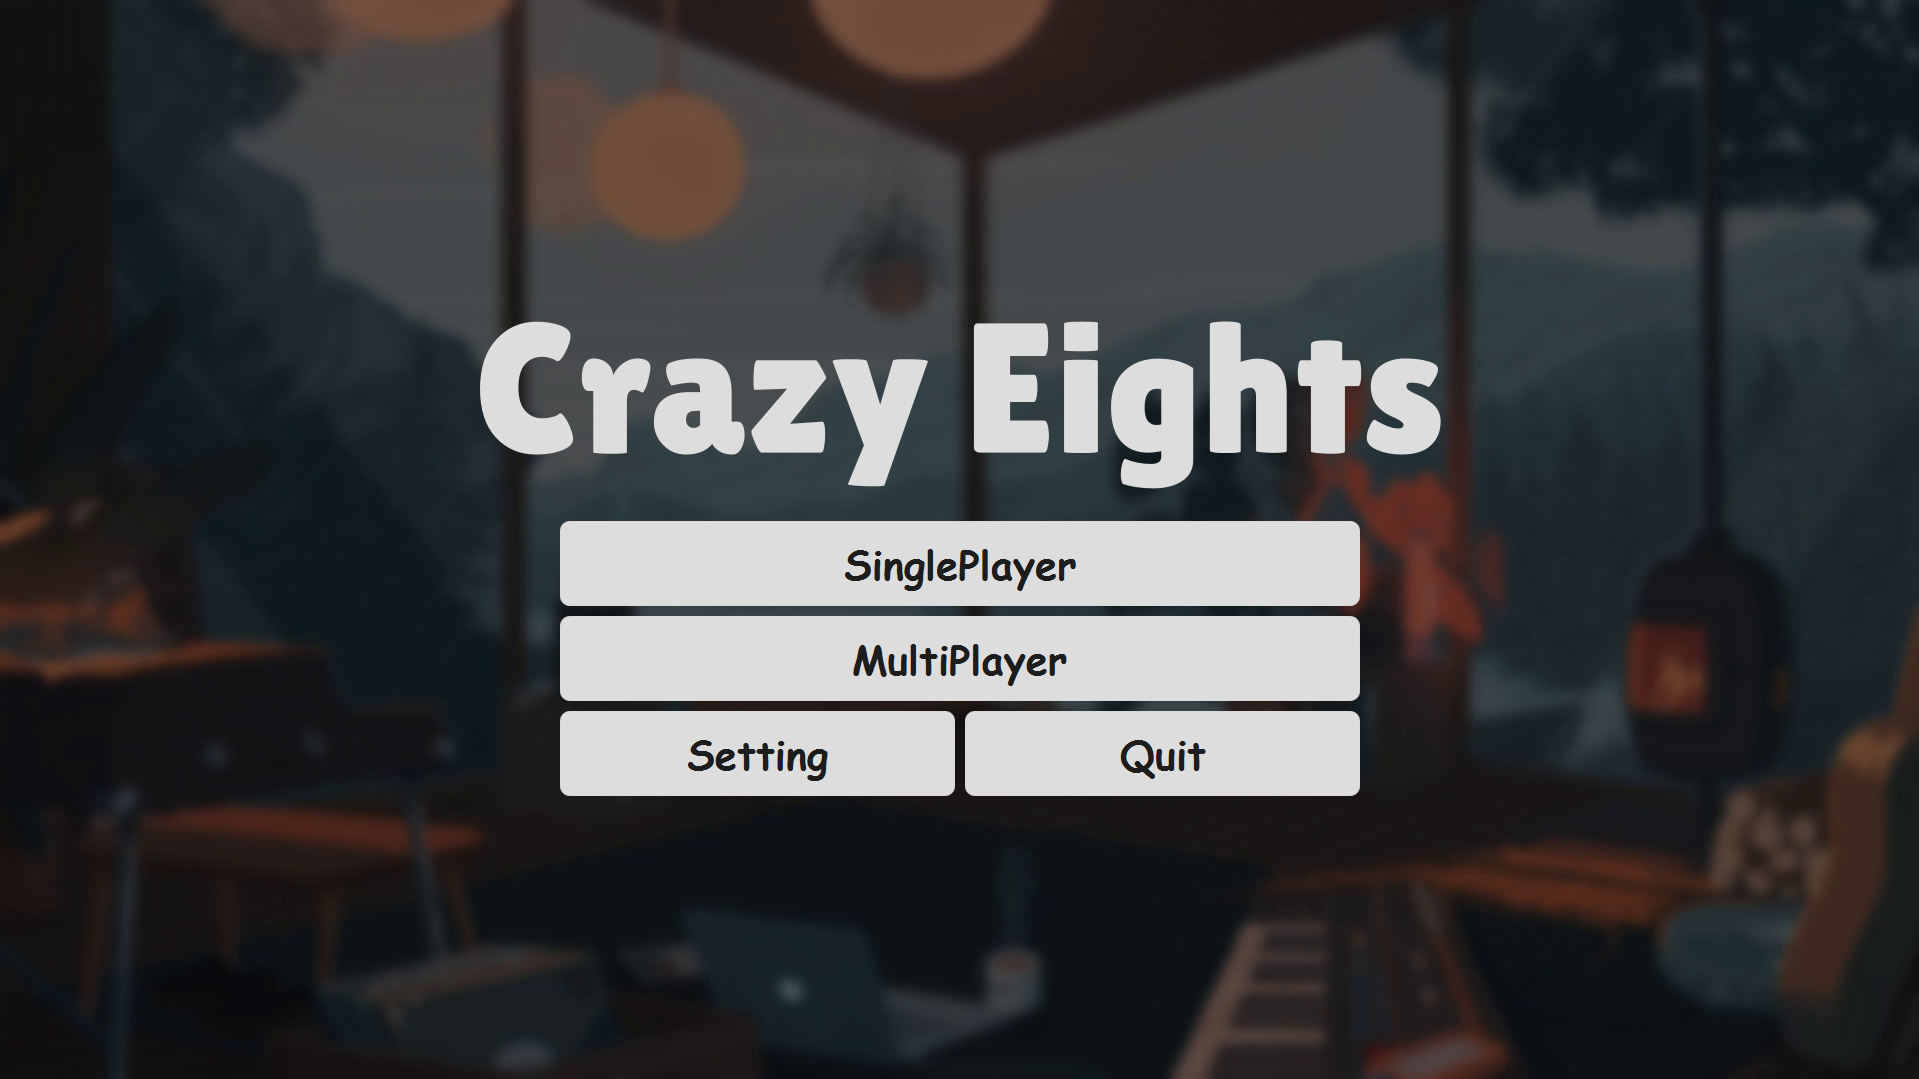 Crazy Eights
SinglePlayer
MultiPlayer
Setting
Quit